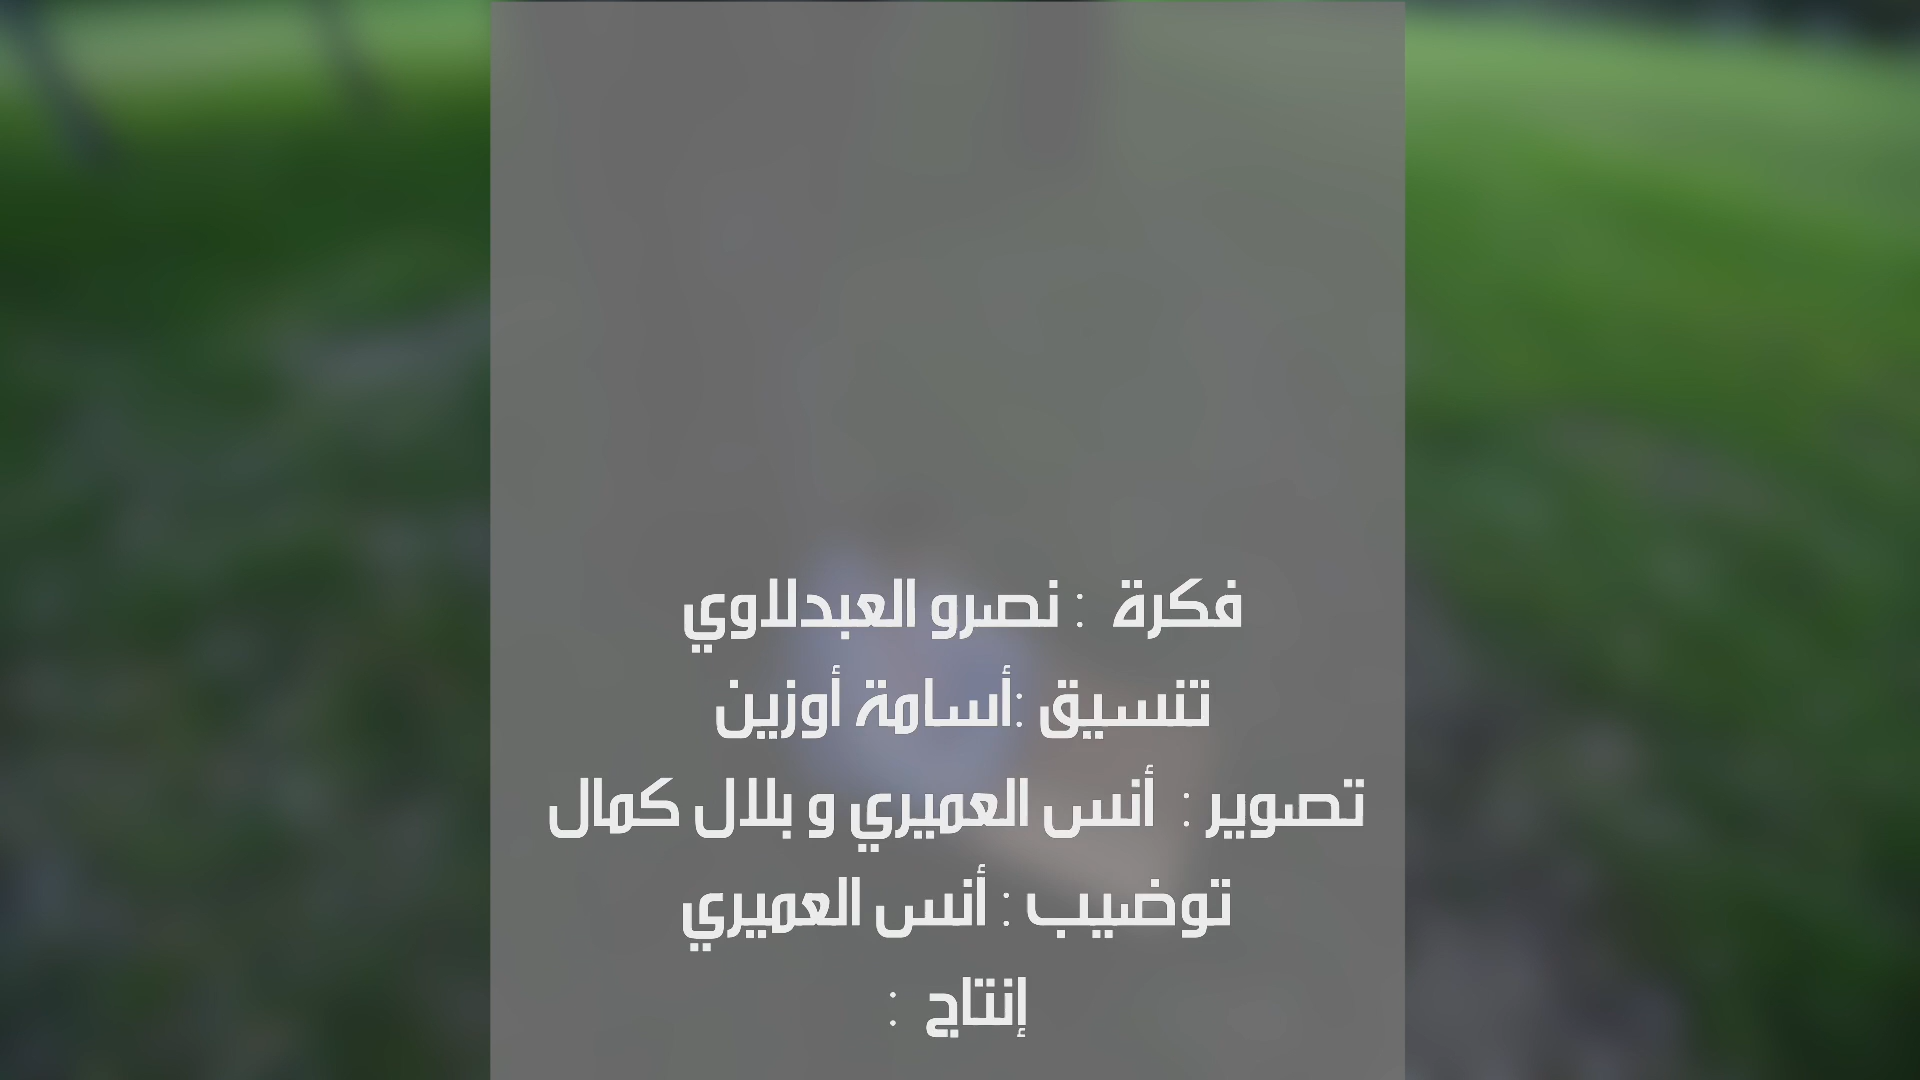 فكرة : نصرو العبدلاوي
تنسيق :أسامة أوزين
تصوير : أنس العميري و بلال كمال
توضيب : أنس العميري
إنتاج :